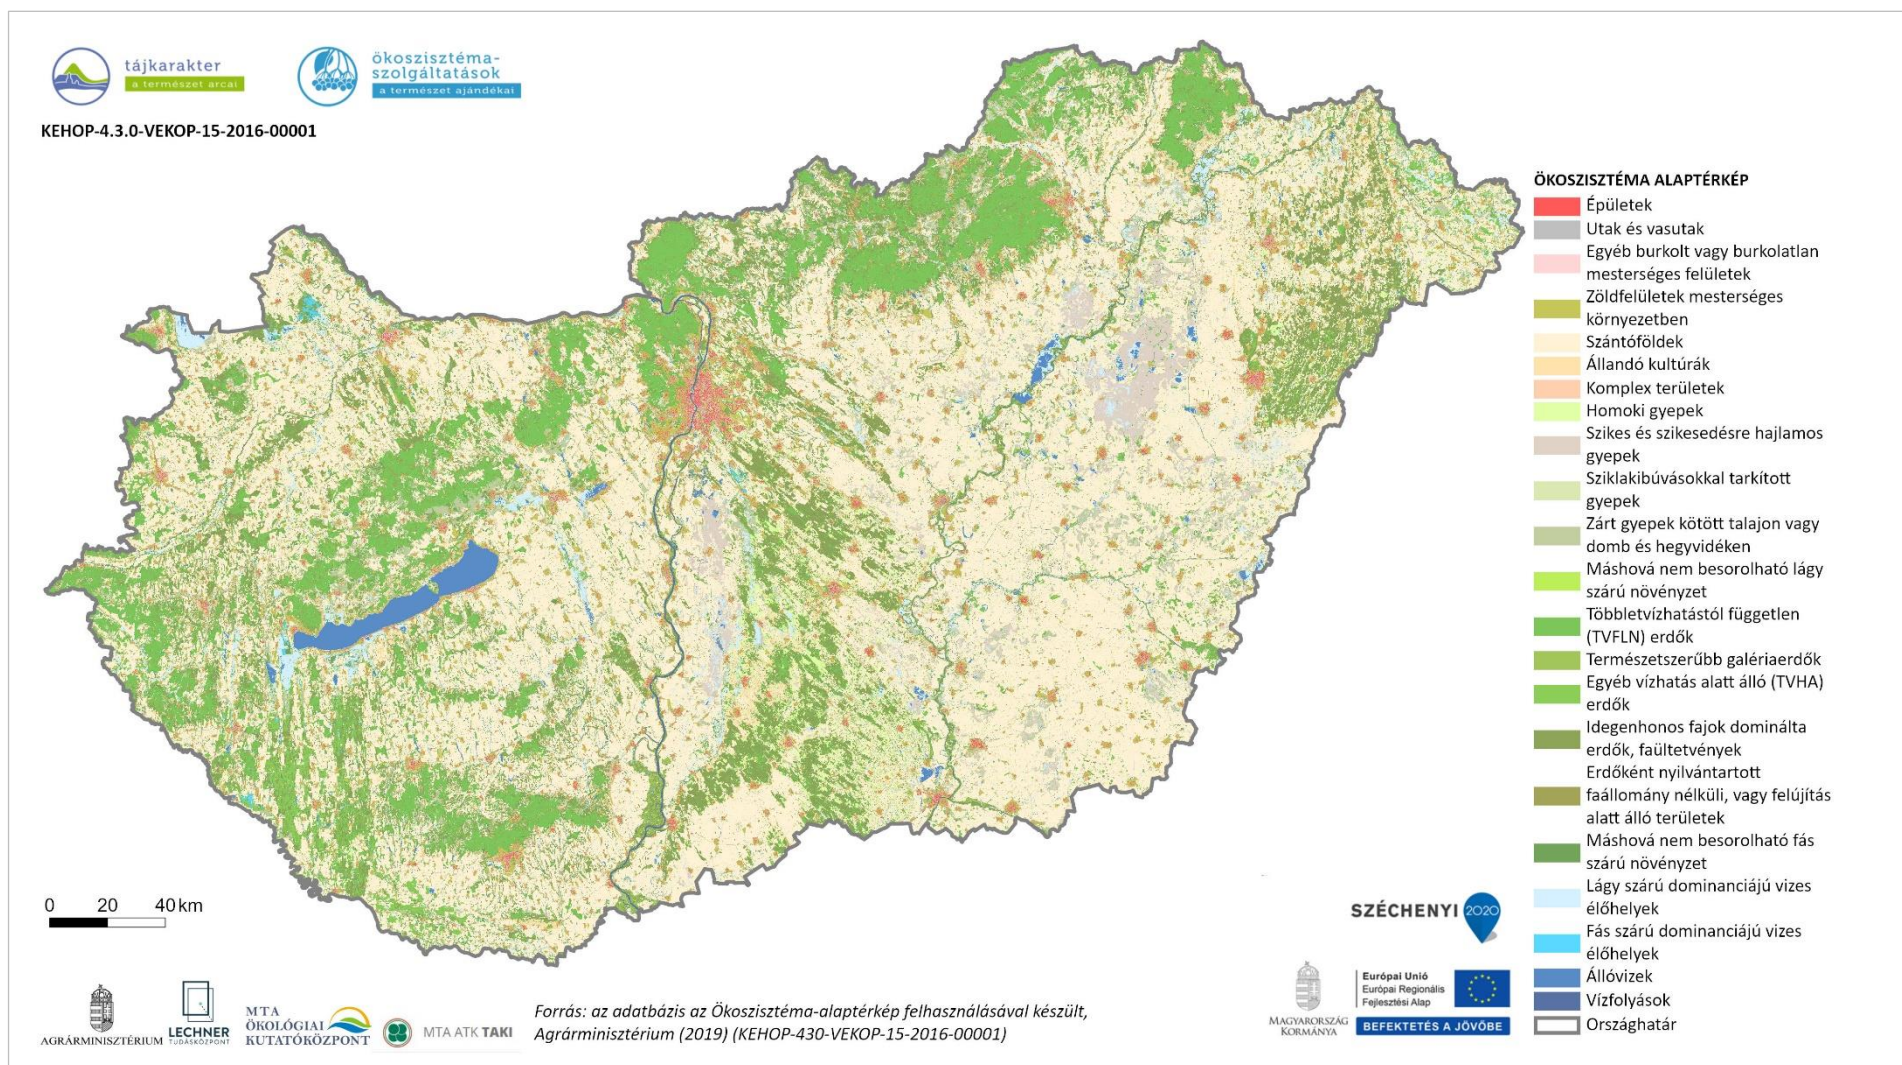 tájkarakter
a természet arcai
ökoszisztéma-
szolgáltatások
a természet ajándékai
KEHOP-4.3.0-VEKOP-15-2016-00001
ÖKOSZISZTÉMA ALAPTÉRKÉP
Épületek
Utak és vasutak
Egyéb burkolt vagy burkolatlan
mesterséges felületek
Zöldfelületek mesterséges
környezetben
Szántóföldek
Állandó kultúrák
Komplex területek
Homoki gyepek
Szikes és szikesedésre hajlamos
gyepek
Sziklakibúvásokkal tarkított
gyepek
Zárt gyepek kötött talajon vagy
domb és hegyvidéken
Máshová nem besorolható lágy
szárú növényzet
Többletvízhatástól független
(TVFLN) erdők
Természetszerűbb galériaerdők
Egyéb vízhatás alatt álló (TVHA)
erdők
Idegenhonos fajok dominálta
erdők, faültetvények
Erdőként nyilvántartott
faállomány nélküli, vagy felújítás
alatt álló területek
Máshová nem besorolható fás
szárú növényzet
Lágy szárú dominanciájú vizes
élőhelyek
Fás szárú dominanciájú vizes
élőhelyek
Állóvizek
Vízfolyások
Országhatár
0 20 40 km
AGRÁRMINISZTÉRIUM
LECHNER
TUDÁSKÖZPONT
MTA
ÖKOLÓGIAI
KUTATÓKÖZPONT
MTA ATK TAKI
Forrás: az adatbázis az Ökoszisztéma-alaptérkép felhasználásával készült,
Agrárminisztérium (2019) (KEHOP-430-VEKOP-15-2016-00001)
SZÉCHENYI 2020
MAGYARORSZÁG
KORMÁNYA
Európai Unió
Európai Regionális
Fejlesztési Alap
BEFEKTETÉS A JÖVŐBE